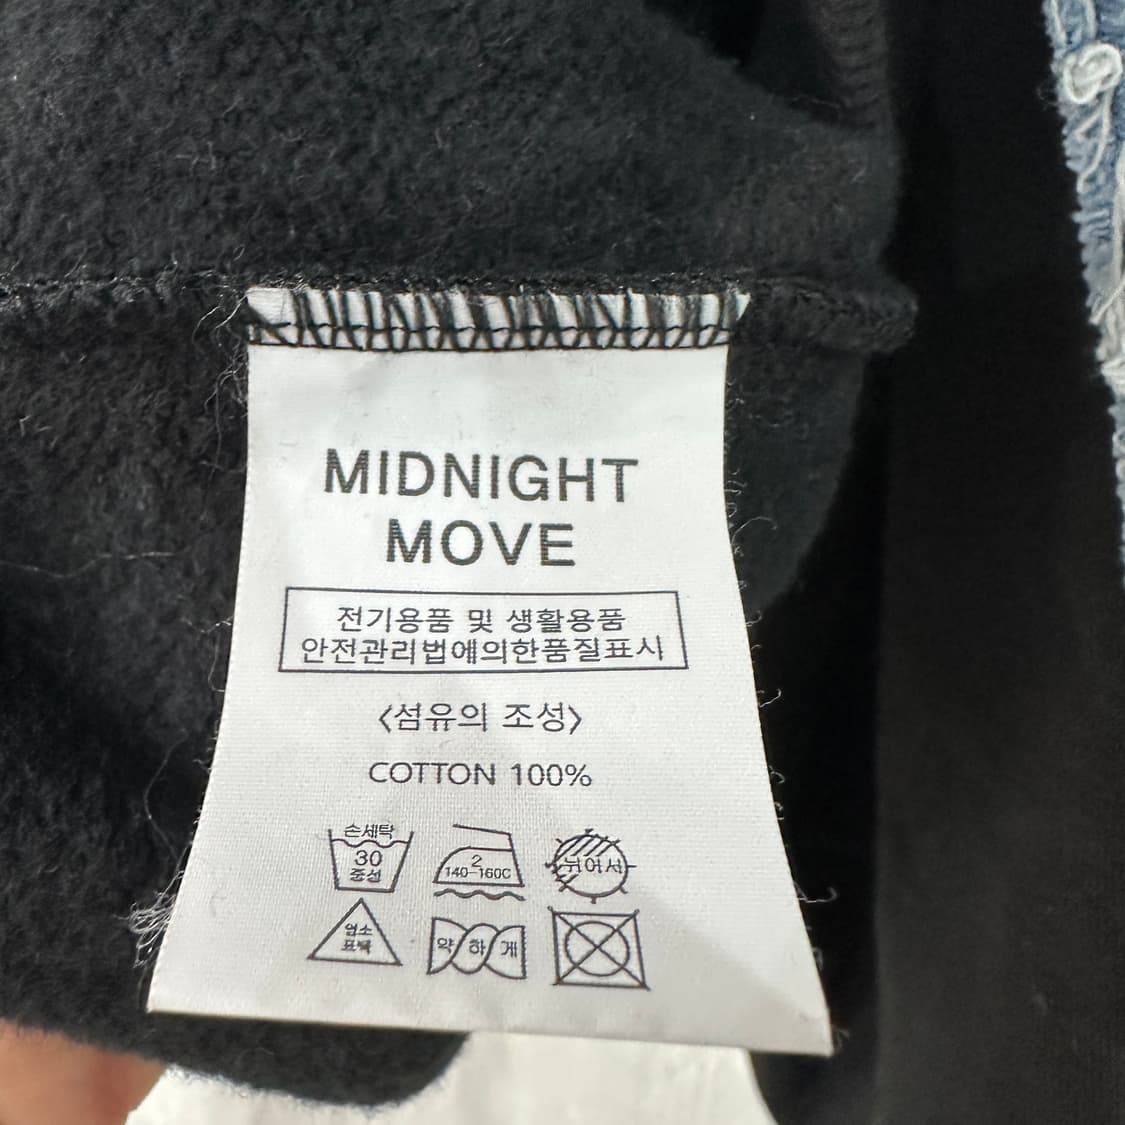 MIDNIGHT
MOVE
전기용품 및 생활용품
안전관리법에의한품질표시
〈섬유의 조성〉
COTTON 100%
손세탁
30
중성
2
140-160C
뉘어서
염소
표백
약하게